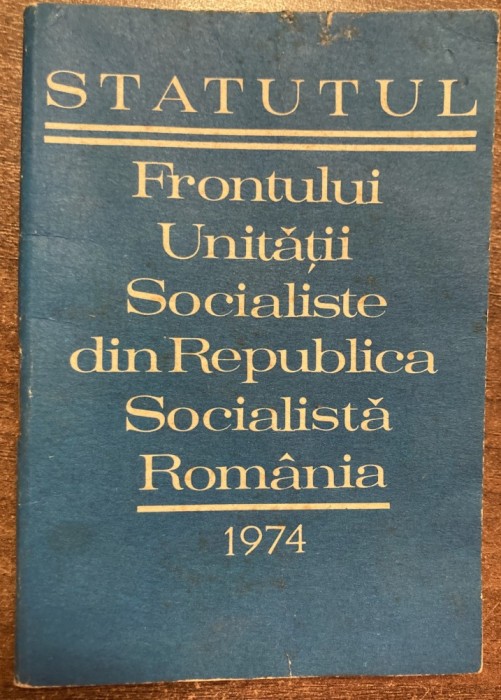 STATUTUL
Frontului
Unității
Socialiste
din Republica
Socialistă
România
1974